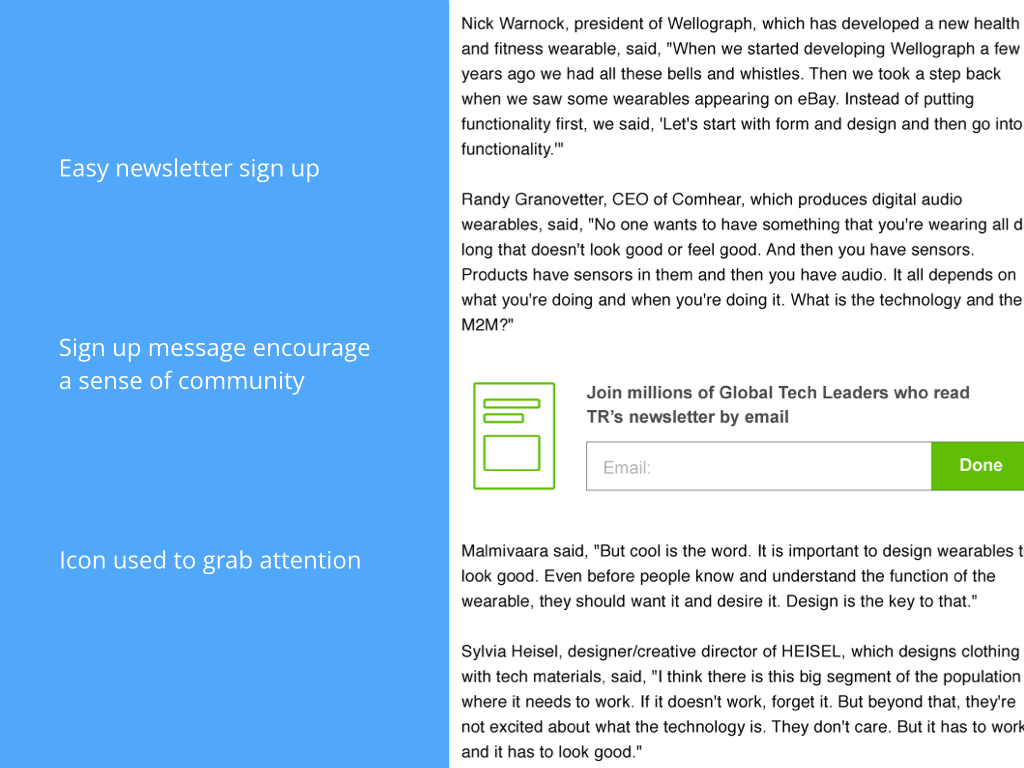 Easy newsletter sign up
Sign up message encourage
a sense of community
Icon used to grab attention
Nick Warnock, president of Wellograph, which has developed a new health
and fitness wearable, said, "When we started developing Wellograph a few
years ago we had all these bells and whistles. Then we took a step back
when we saw some wearables appearing on eBay. Instead of putting
functionality first, we said, 'Let's start with form and design and then go into
functionality.'"
Randy Granovetter, CEO of Comhear, which produces digital audio
wearables, said, "No one wants to have something that you're wearing all
long that doesn't look good or feel good. And then you have sensors.
Products have sensors in them and then you have audio. It all depends on
what you're doing and when you're doing it. What is the technology and the
M2M?"
Join millions of Global Tech Leaders who read
TR's newsletter by email
Email:
Done
Malmivaara said, "But cool is the word. It is important to design wearables
look good. Even before people know and understand the function of the
wearable, they should want it and desire it. Design is the key to that."
Sylvia Heisel, designer/creative director of HEISEL, which designs clothing
with tech materials, said, "I think there is this big segment of the population
where it needs to work. If it doesn't work, forget it. But beyond that, they're
not excited about what the technology is. They don't care. But it has to work
and it has to look good."